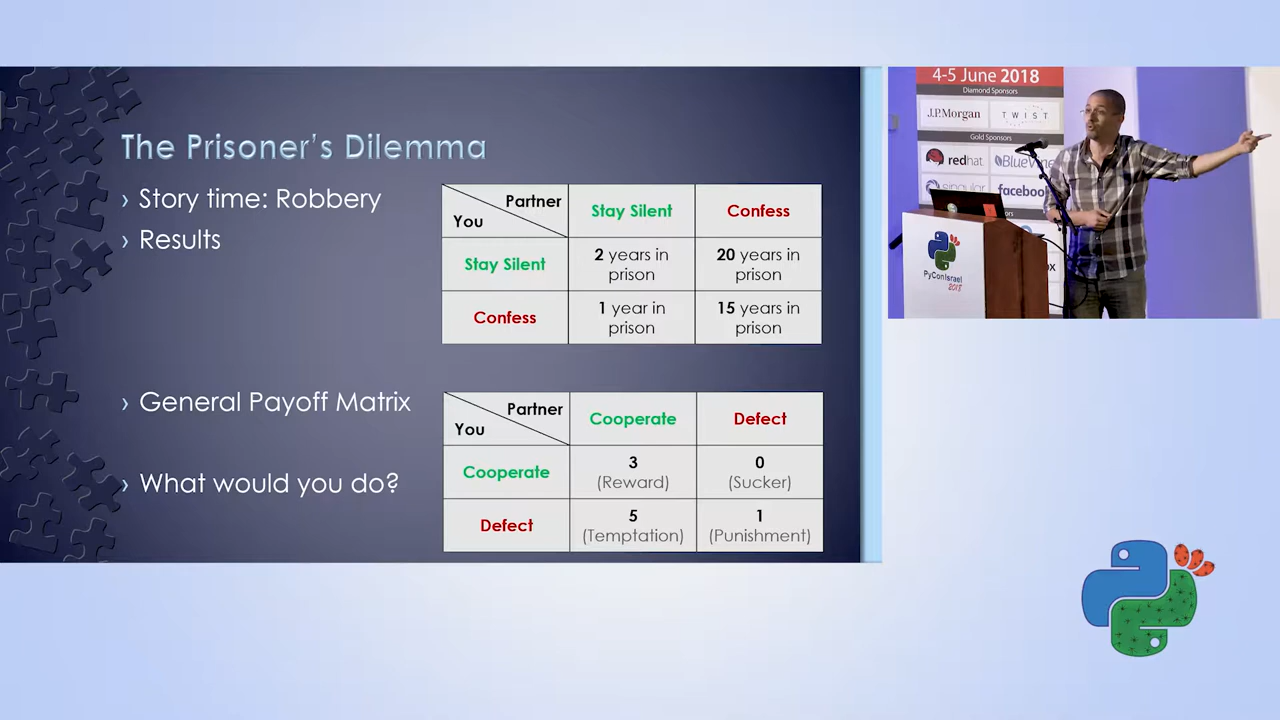 The Prisoner's Dilemma
› Story time: Robbery
› Results
Partner
You
Stay Silent
Confess
Stay Silent
2 years in
prison
20 years in
prison
Confess
1 year in
prison
15 years in
prison
› General Payoff Matrix
› What would you do?
Partner
You
Cooperate
Defect
Cooperate
3
(Reward)
0
(Sucker)
Defect
5
(Temptation)
1
(Punishment)
4-5 June 2018
Diamond Sponsors
J.P.Morgan
TWIST
Gold Sponsors
redhat
singular
facebook
PyConIsrael
2018